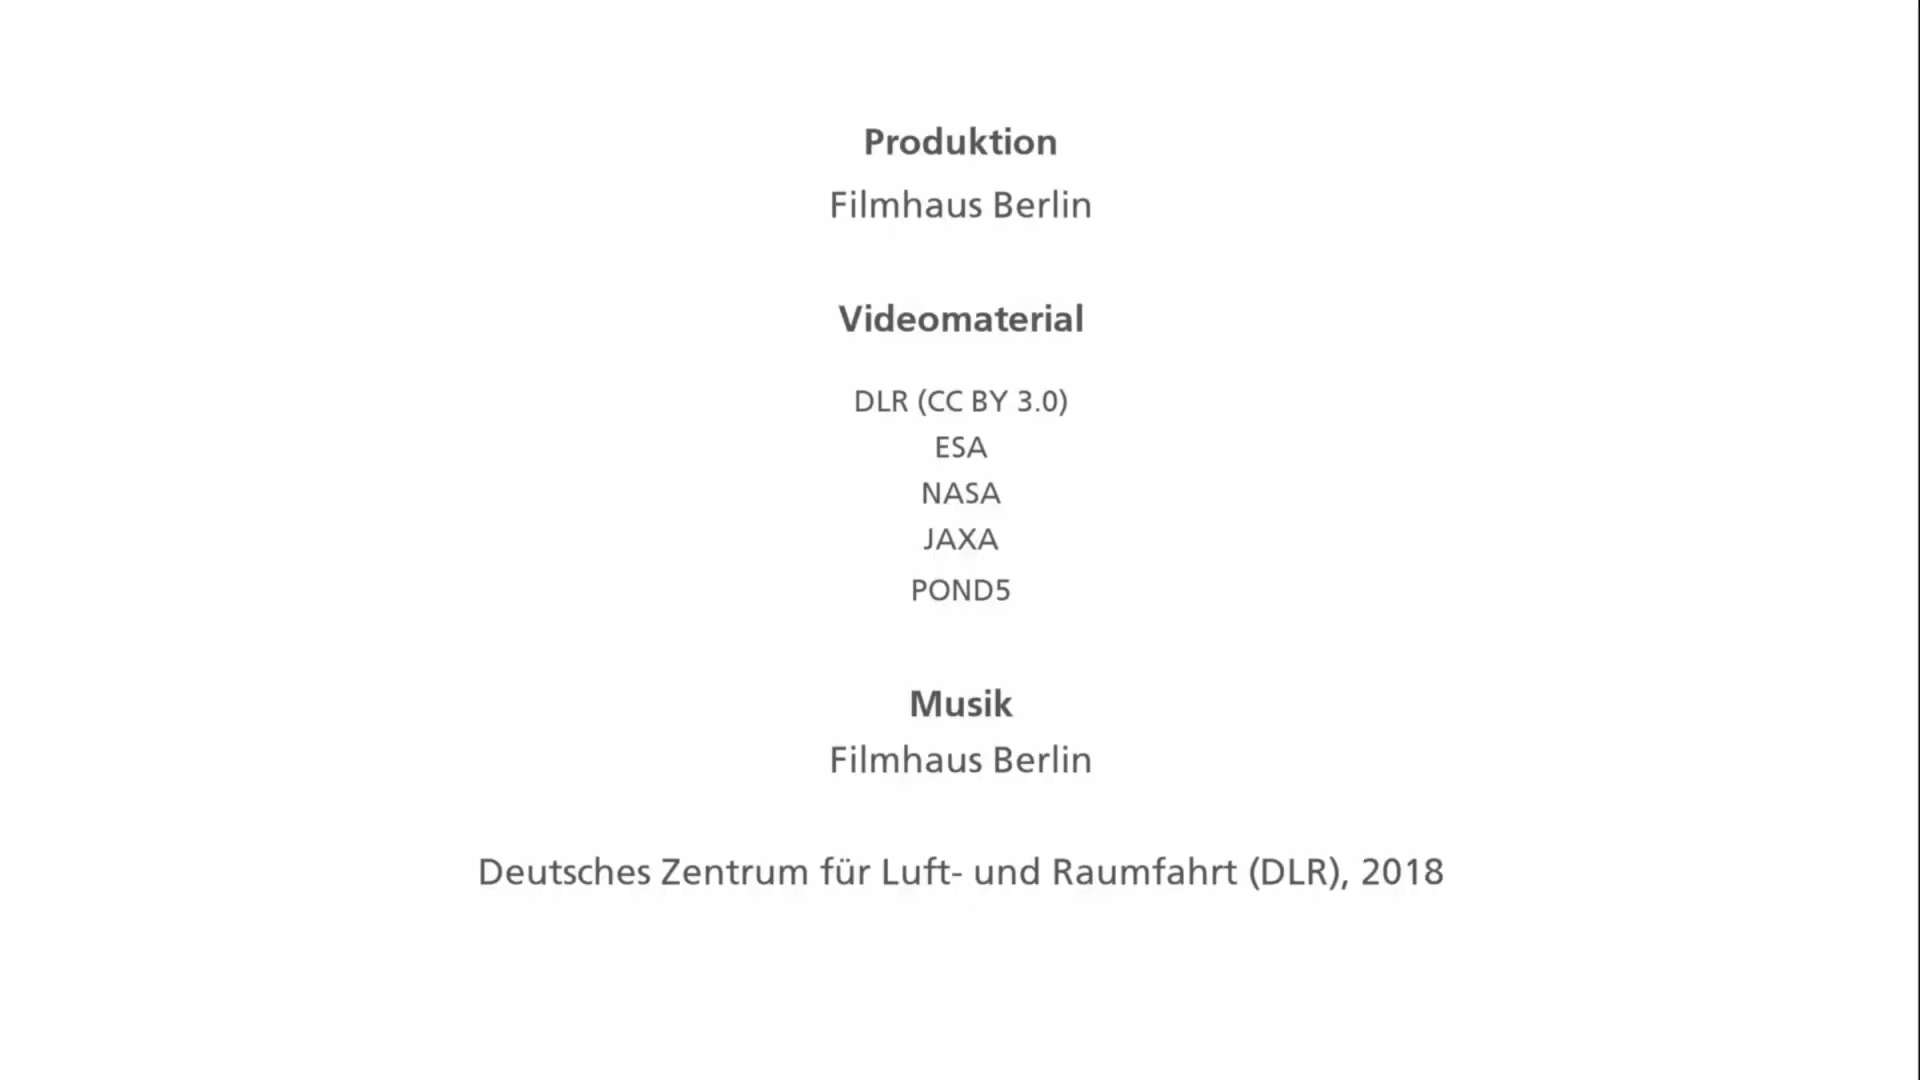 Produktion
Filmhaus Berlin
Videomaterial
DLR (CC BY 3.0)
ESA
NASA
JAXA
POND5
Musik
Filmhaus Berlin
Deutsches Zentrum für Luft- und Raumfahrt (DLR), 2018